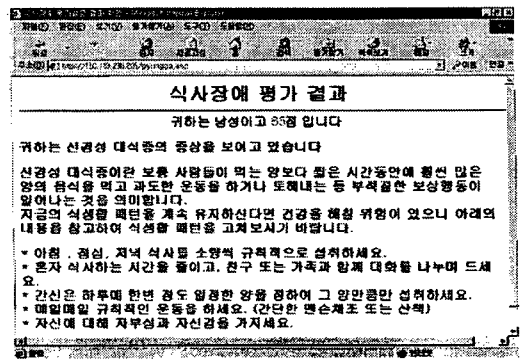 식사장애 평가 결과
귀하는 남성이고 65점 입니다
귀하는 신경성 대식증의 증상을 보이고 있습니다
신경성 대식증이란 보통 사람들이 먹는 양보다 짧은 시간동안에 훨씬 많은
양의 음식을 먹고 과도한 운동을 하거나 토해내는 등 부적절한 보상행동이
일어나는 것을 의미합니다.
지금의 식생활 패턴을 계속 유지하신다면 건강을 해칠 위험이 있으니 아래의
내용을 참고하여 식생활 패턴을 고쳐보시기 바랍니다.
* 아침 , 점심, 저녁 식사를 소량씩 규칙적으로 섭취하세요.
* 혼자 식사하는 시간을 줄이고, 친구 또는 가족과 함께 대화를 나누며 드세
요.
* 간식은 하루에 한번 정도 일정한 양을 정하여 그 양만큼만 섭취하세요.
* 매일매일 규칙적인 운동을 하세요. (간단한 맨손체조 또는 산책)
* 자신에 대해 자부심과 자신감을 가지세요.